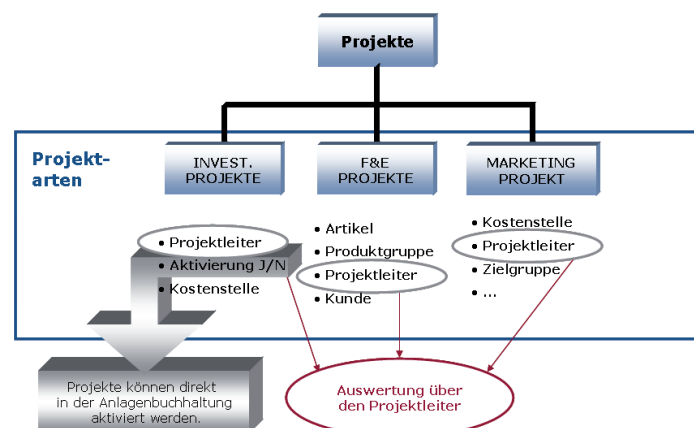 Projekte
Projekt-
arten
INVEST.
PROJEKTE
F&E
PROJEKTE
MARKETING
PROJEKT
• Projektleiter
• Aktivierung J/N
• Kostenstelle
• Artikel
• Produktgruppe
• Projektleiter
• Kunde
• Kostenstelle
• Projektleiter
• Zielgruppe
• ...
Projekte können direkt
in der Anlagenbuchhaltung
aktiviert werden.
Auswertung über
den Projektleiter